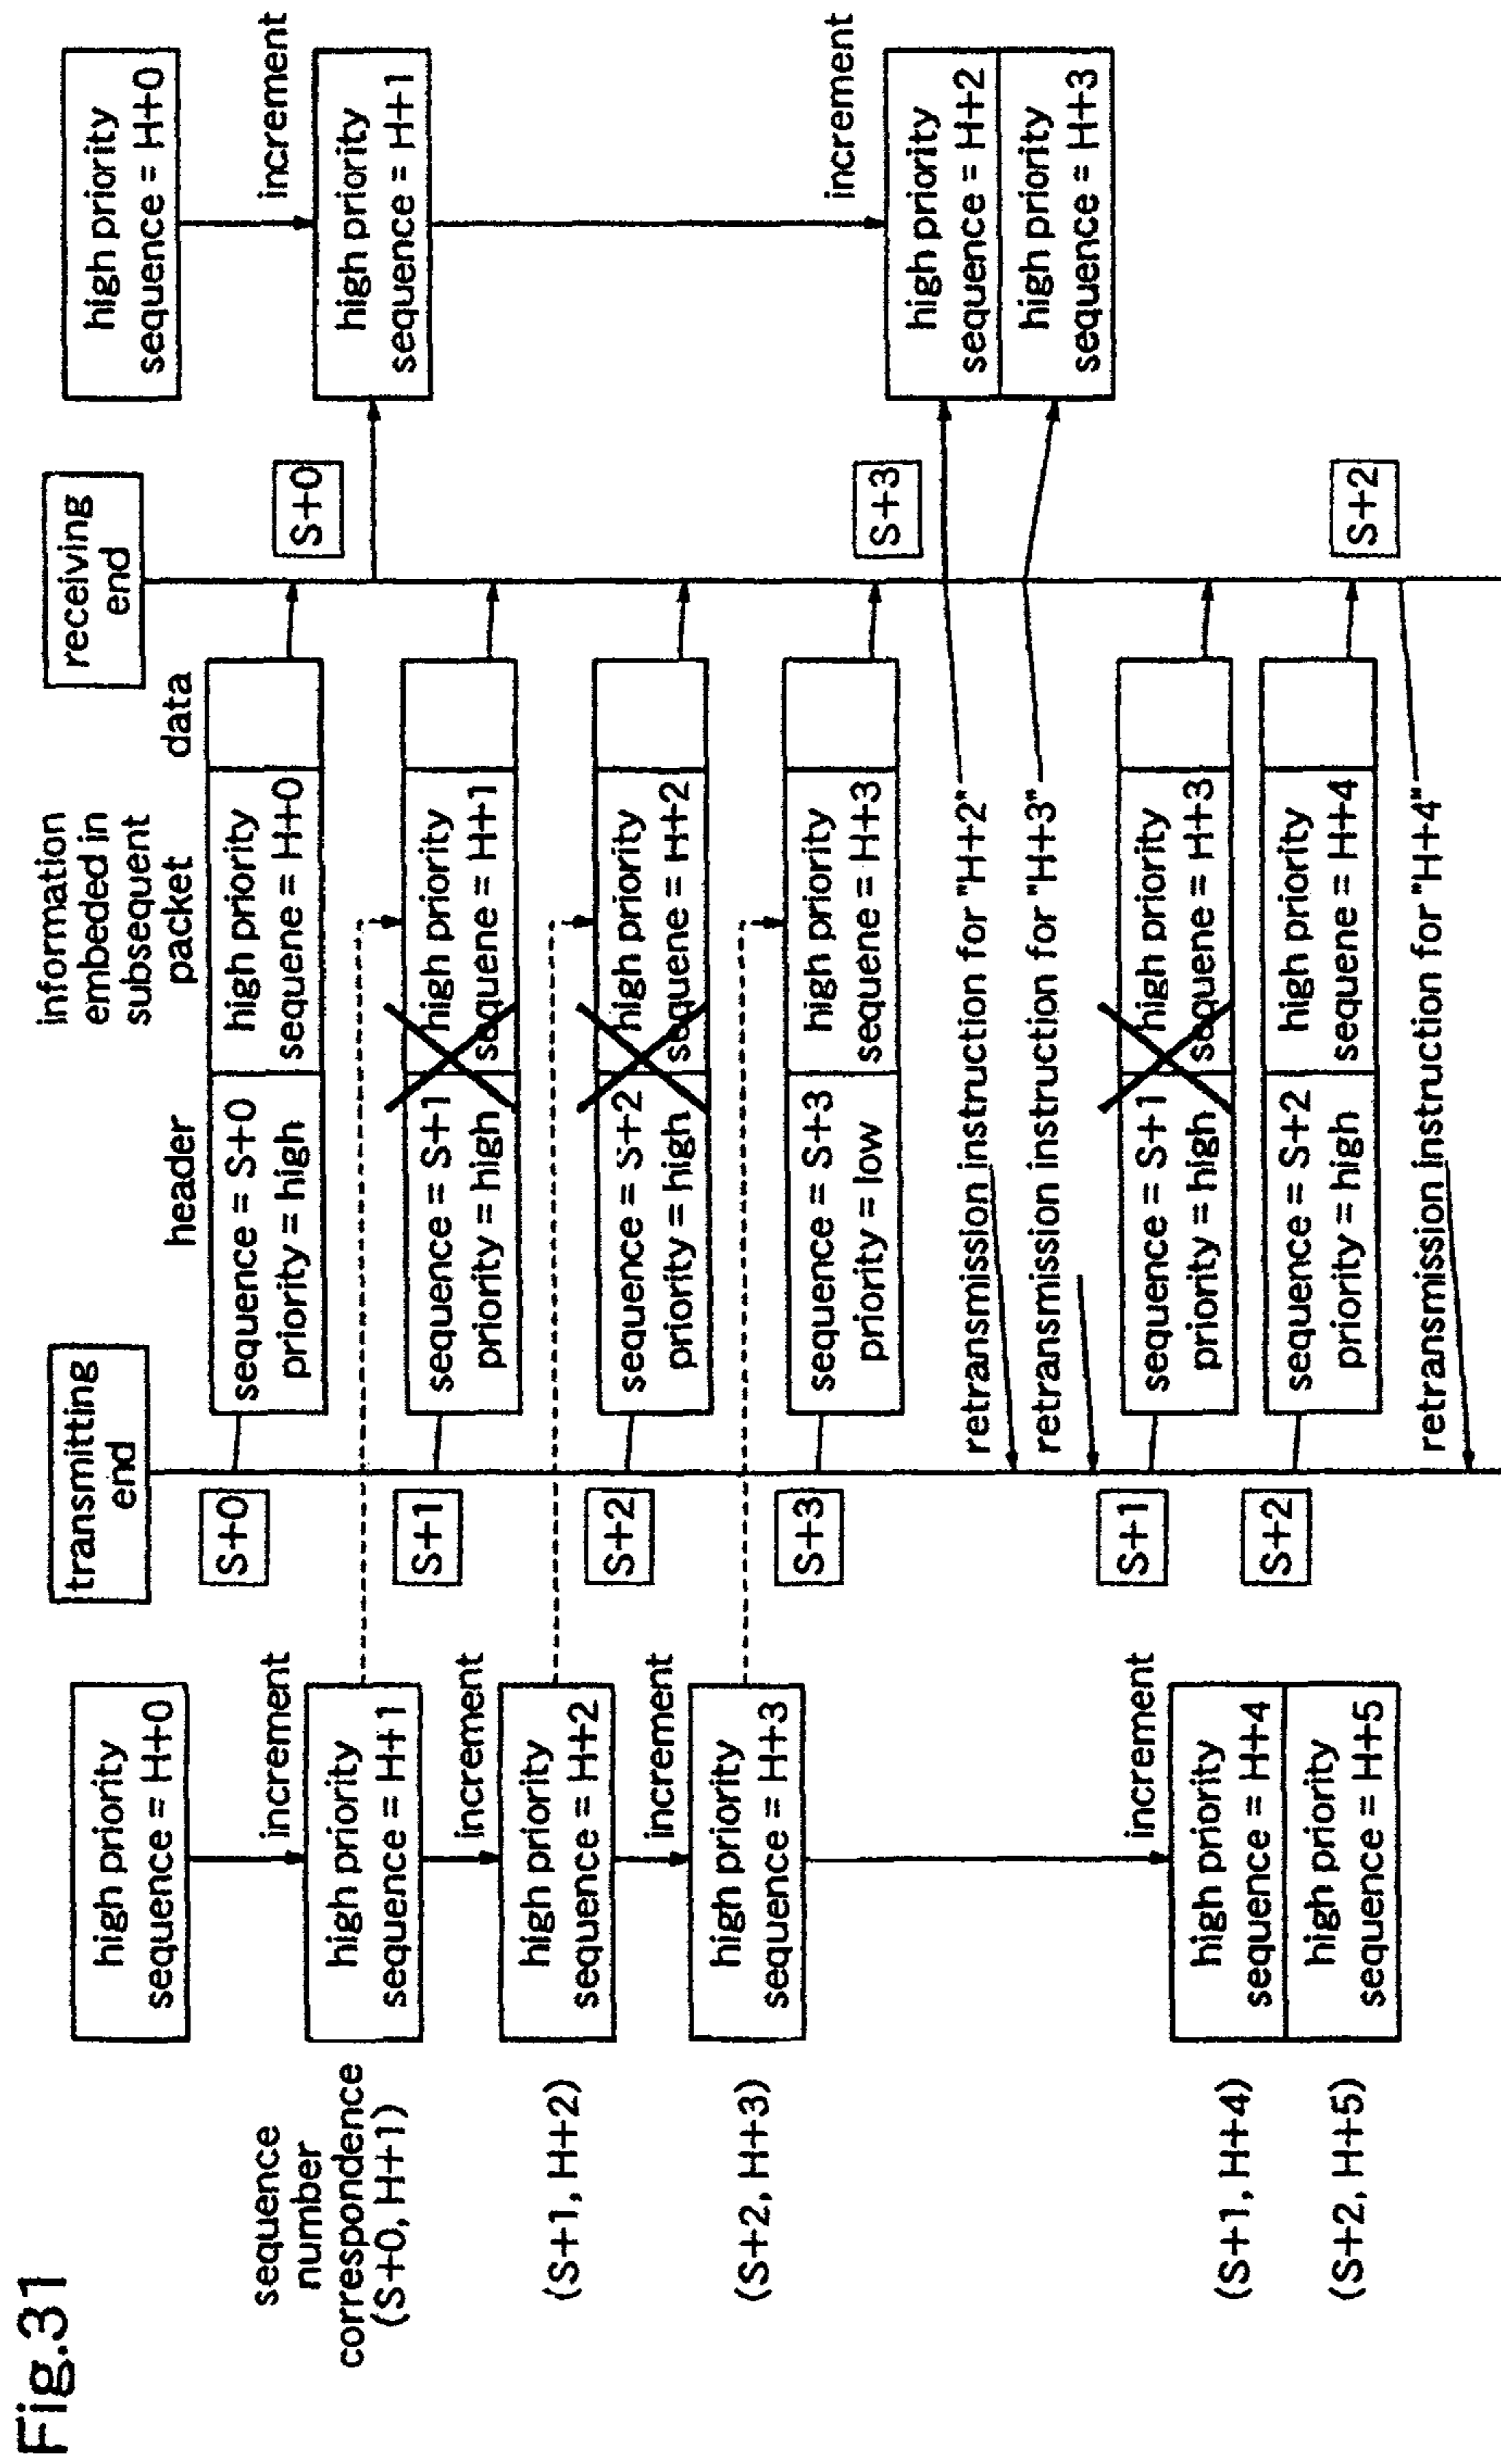 Fig.31
transmitting
end
receiving
end
information
embeded in
subsequent
packet
header
data
high priority
sequence = H+0
high priority
sequence = H+0
S+0
sequence = S+0
priority = high
high priority
sequene = H+0
S+0
increment
increment
sequence
number
correspondence
(S+0, H+1)
high priority
sequence = H+1
high priority
sequence = H+1
S+1
sequence = S+1
priority = high
high priority
sequene = H+1
increment
(S+1, H+2)
high priority
sequence = H+2
S+2
sequence = S+2
priority = high
high priority
sequene = H+2
increment
(S+2, H+3)
high priority
sequence = H+3
S+3
sequence = S+3
priority = low
high priority
sequene = H+3
S+3
increment
high priority
sequence = H+2
high priority
sequence = H+3
retransmission instruction for "H+2"
retransmission instruction for "H+3"
S+1
sequence = S+1
priority = high
high priority
sequene = H+3
increment
(S+1, H+4)
high priority
sequence = H+4
(S+2, H+5)
high priority
sequence = H+5
S+2
sequence = S+2
priority = high
high priority
sequene = H+4
S+2
retransmission instruction for "H+4"